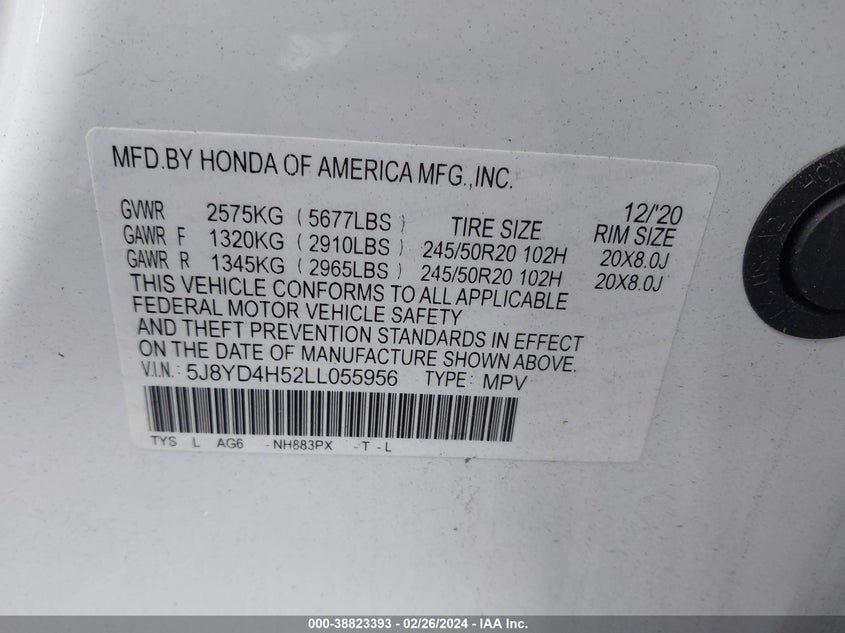 MFD.BY HONDA OF AMERICA MFG.,INC.
12/'20
GVWR 2575KG (5677LBS) TIRE SIZE RIM SIZE
GAWR F 1320KG (2910LBS) 245/50R20 102H 20X8.0J
GAWR R 1345KG (2965LBS) 245/50R20 102H 20X8.0J
THIS VEHICLE CONFORMS TO ALL APPLICABLE
FEDERAL MOTOR VEHICLE SAFETY
AND THEFT PREVENTION STANDARDS IN EFFECT
ON THE DATE OF MANUFACTURE SHOWN ABOVE.
V.I.N.: 5J8YD4H52LL055956 TYPE: MPV
TYS L AG6 -NH883PX -T -L
000-38823393 - 02/26/2024 - IAA Inc.